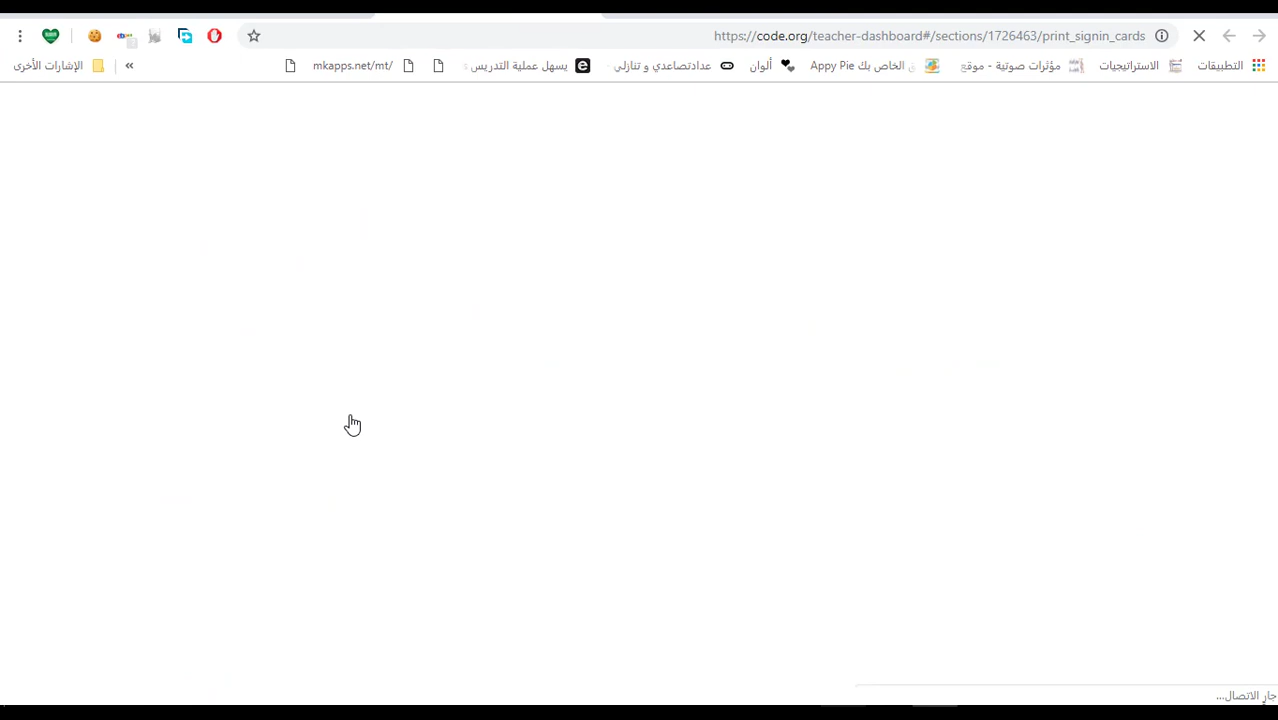 https://code.org/teacher-dashboard#/sections/1726463/print_signin_cards
التطبيقات الاستراتيجيات مؤثرات صوتية - موقع الخاص بك Appy Pie ألوان عدادتصاعدي و تنازلي يسهل عملية التدريس mkapps.net/mt/ » الإشارات الأخرى
جارٍ الاتصال...